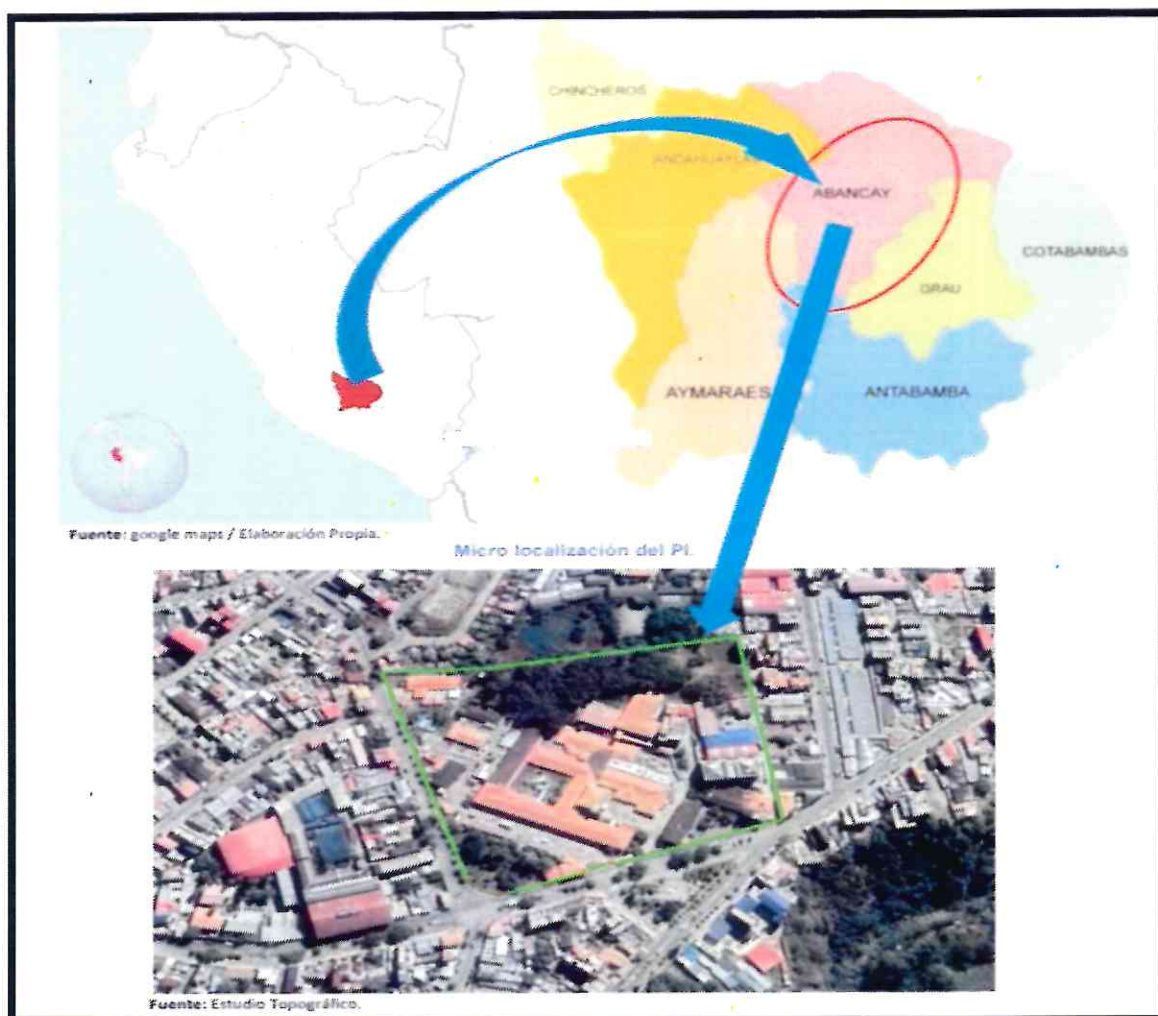 CHINCHEROS
ANDAHUAYLAS
ABANCAY
COTABAMBAS
GRAU
AYMARAES
ANTABAMBA
Fuente: google maps / Elaboración Propia.
Micro localización del PI.
Fuente: Estudio Topográfico.